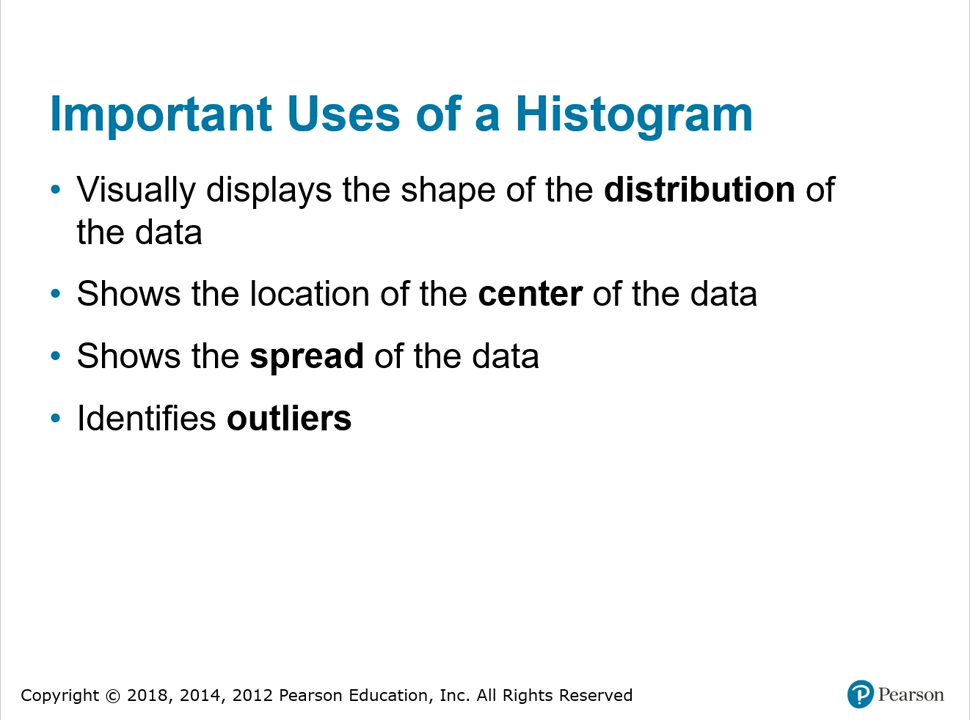 Important Uses of a Histogram
• Visually displays the shape of the distribution of
the data
• Shows the location of the center of the data
• Shows the spread of the data
• Identifies outliers
Copyright © 2018, 2014, 2012 Pearson Education, Inc. All Rights Reserved
P Pearson